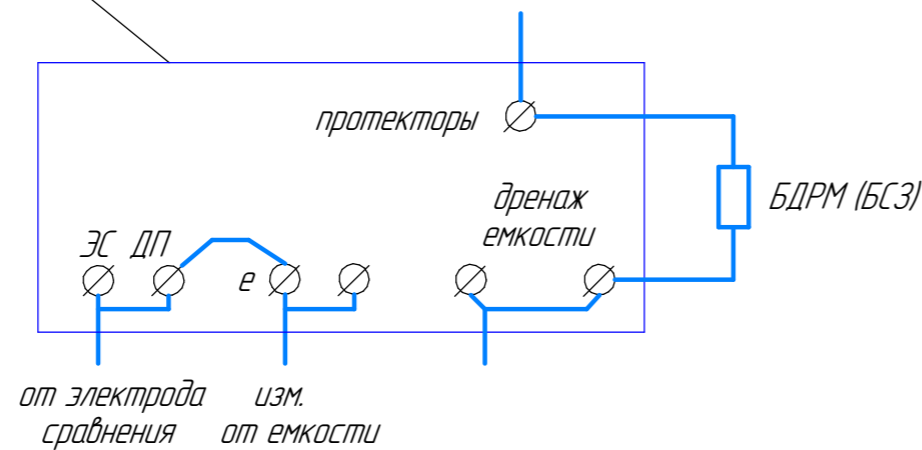 протекторы
БДРМ (БСЗ)
дренаж
емкости
ЭС ДП
е
от электрода
сравнения
изм.
от емкости